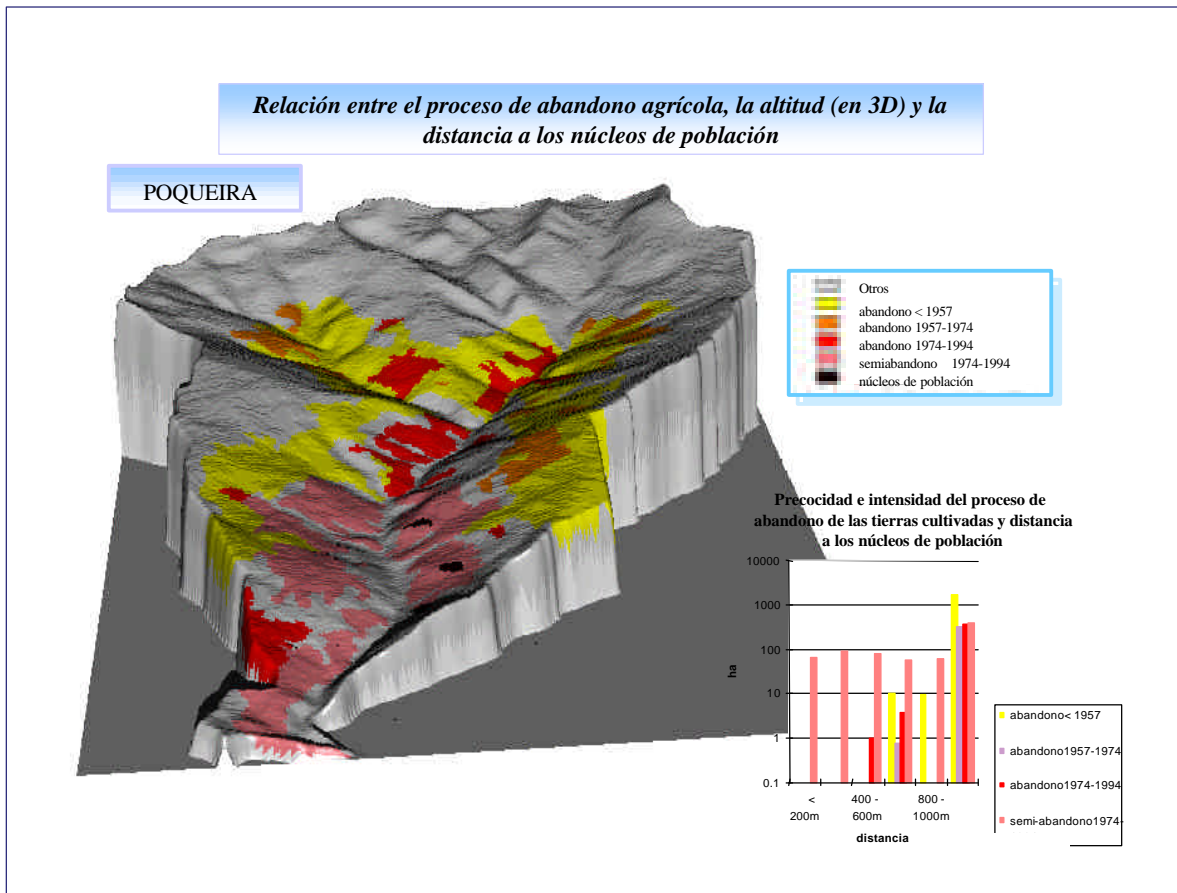 Relación entre el proceso de abandono agrícola, la altitud (en 3D) y la
distancia a los núcleos de población
POQUEIRA
Otros
abandono < 1957
abandono 1957-1974
abandono 1974-1994
semiabandono 1974-1994
núcleos de población
Precocidad e intensidad del proceso de
abandono de las tierras cultivadas y distancia
a los núcleos de población
10000
1000
100
10
1
0.1
ha
<
200m
400 -
600m
800 -
1000m
distancia
abandono< 1957
abandono1957-1974
abandono1974-1994
semi-abandono1974-